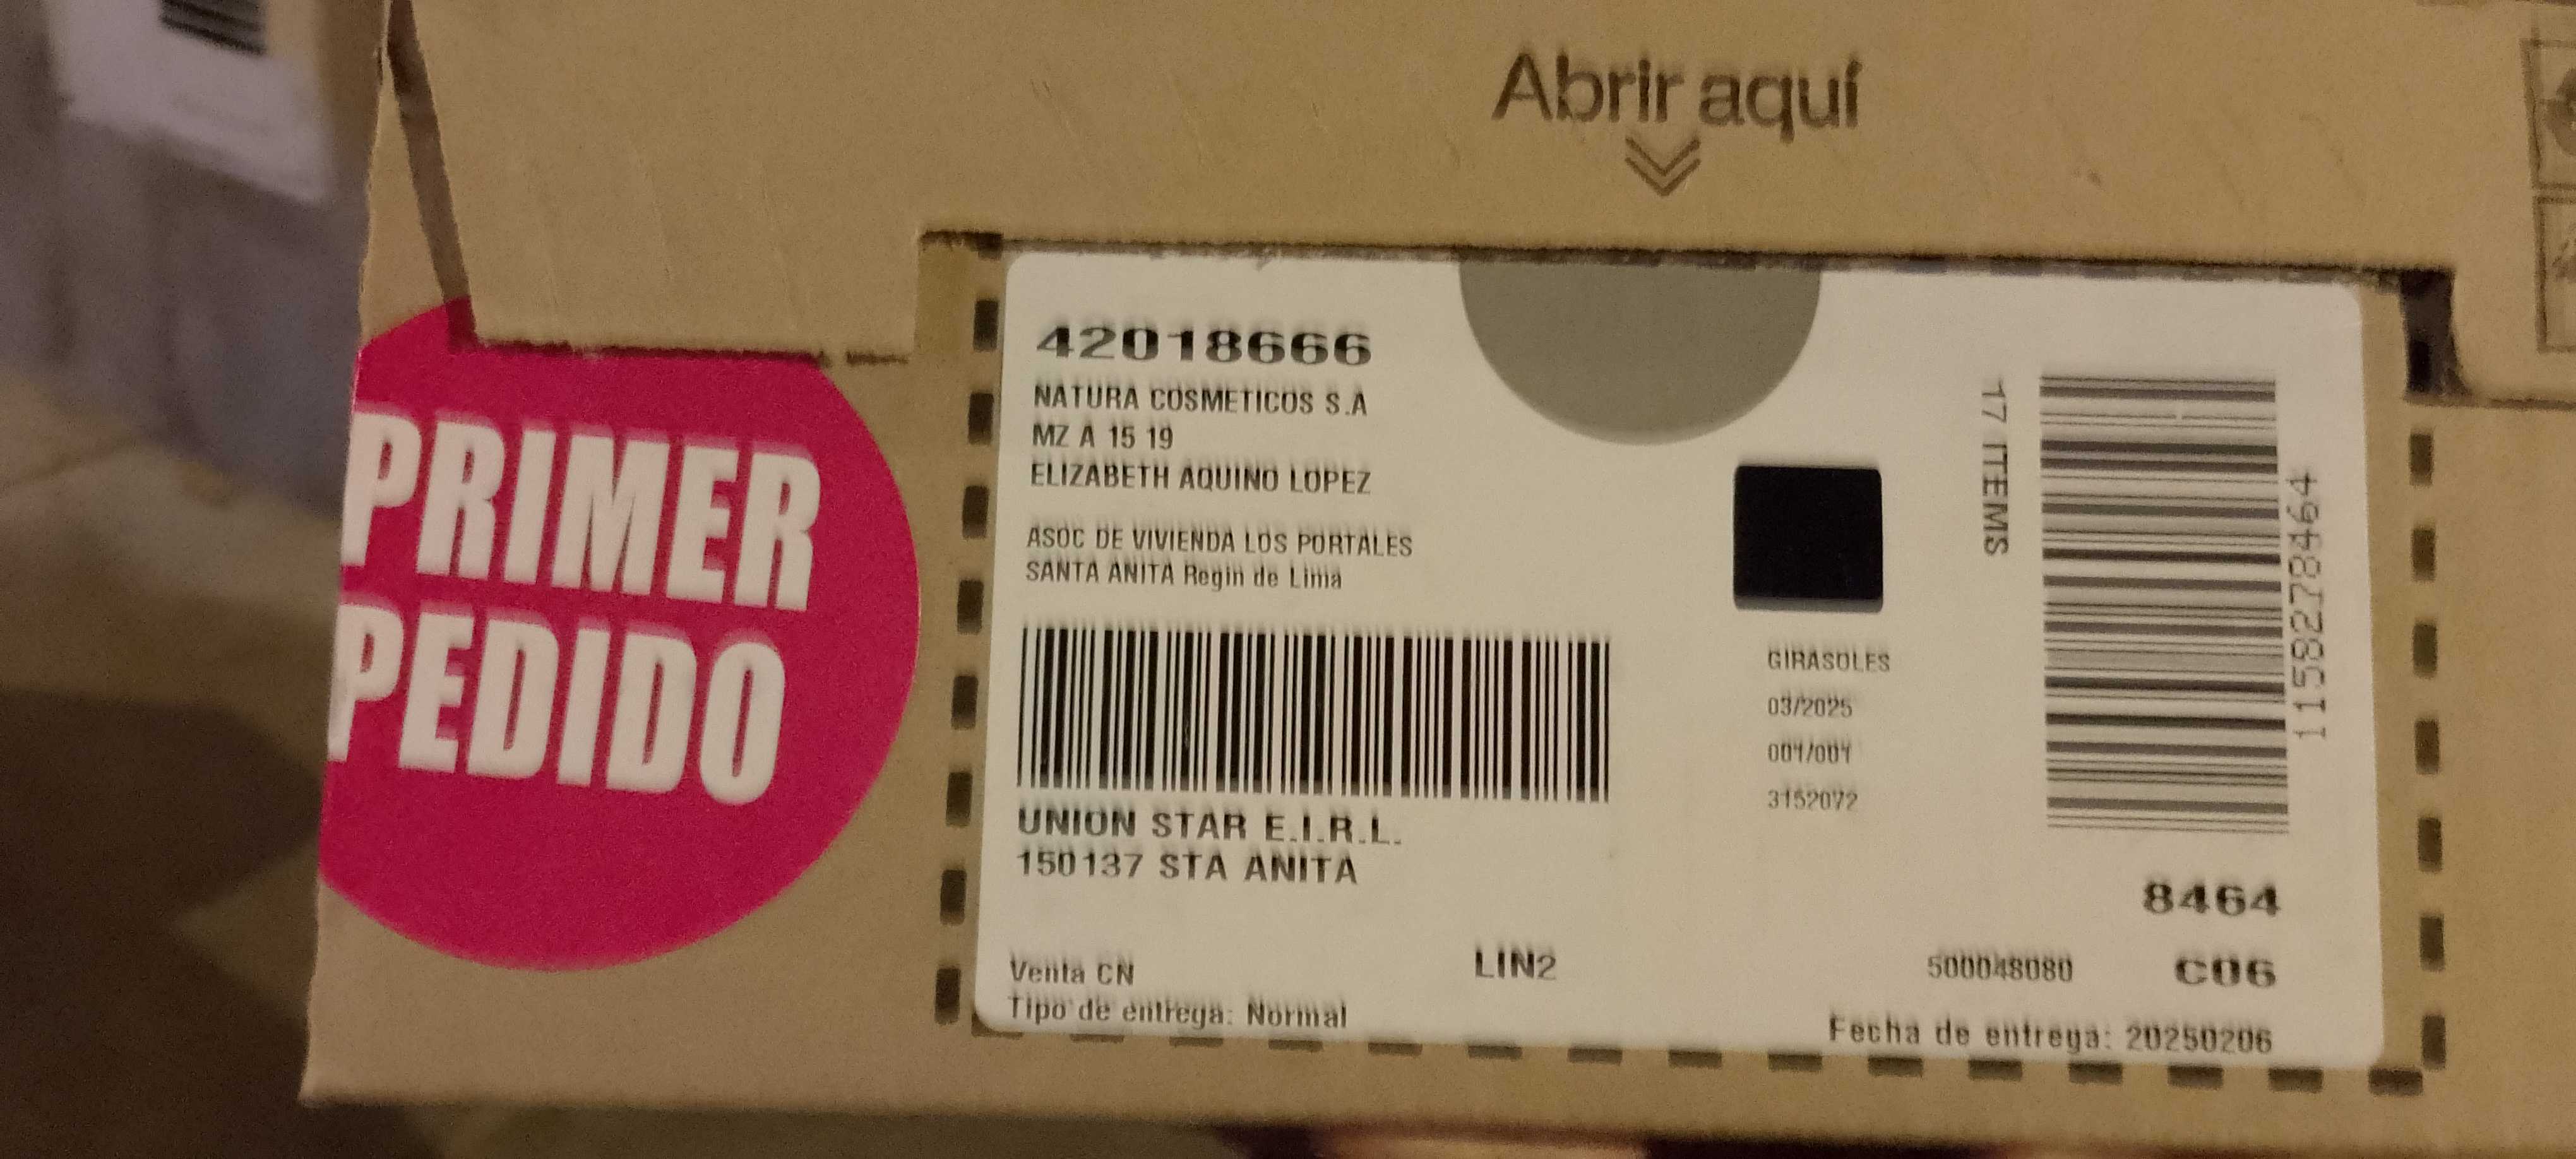 Abrir aquí
PRIMER
PEDIDO
42018666
NATURA COSMETICOS S.A
MZ A 15 19
ELIZABETH AQUINO LOPEZ
ASOC DE VIVIENDA LOS PORTALES
SANTA ANITA Regin de Lima
UNION STAR E.I.R.L.
150137 STA ANITA
GIRASOLES
03/2025
001/001
3152072
17 ITEMS
1158278464
8464
Venta CN
LIN2
500048080
C06
Tipo de entrega: Normal
Fecha de entrega: 20250206